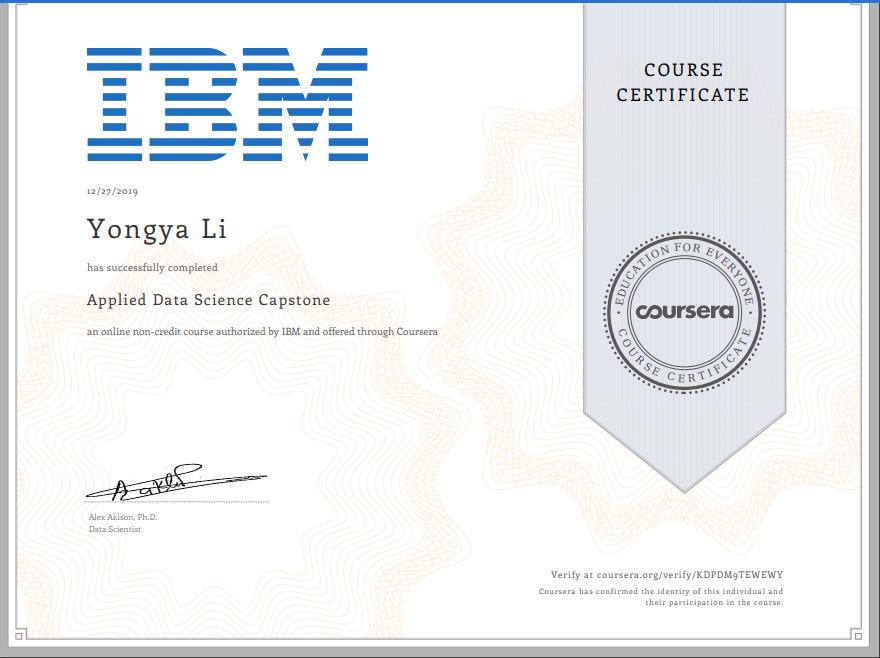 IBM
COURSE
CERTIFICATE
12/27/2019
Yongya Li
has successfully completed
Applied Data Science Capstone
an online non-credit course authorized by IBM and offered through Coursera
EDUCATION FOR EVERYONE
coursera
COURSE CERTIFICATE
Alex Aklson, Ph.D.
Data Scientist
Verify at coursera.org/verify/KDPDM9TEWEWY
Coursera has confirmed the identity of this individual and
their participation in the course.